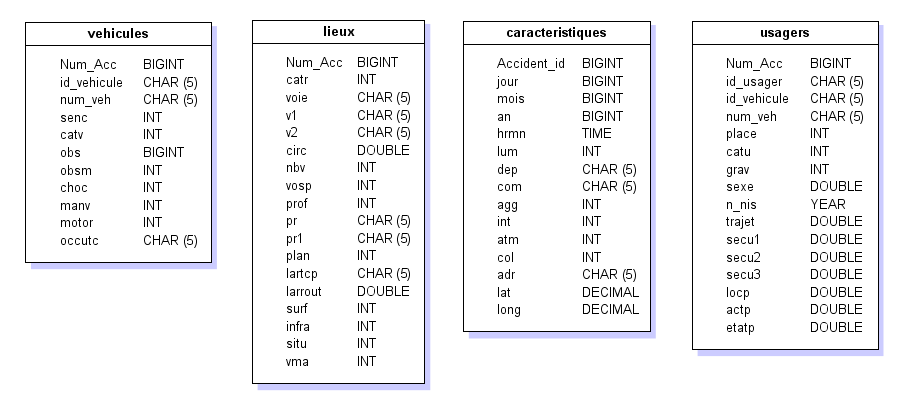 vehicules
Num_Acc BIGINT
id_vehicule CHAR (5)
num_veh CHAR (5)
senc INT
catv INT
obs BIGINT
obsm INT
choc INT
manv INT
motor INT
occutc CHAR (5)
lieux
Num_Acc BIGINT
catr INT
voie CHAR (5)
v1 CHAR (5)
v2 CHAR (5)
circ DOUBLE
nbv INT
vosp INT
prof INT
pr CHAR (5)
pr1 CHAR (5)
plan INT
lartcp CHAR (5)
larrout DOUBLE
surf INT
infra INT
situ INT
vma INT
caracteristiques
Accident_id BIGINT
jour BIGINT
mois BIGINT
an BIGINT
hrmn TIME
lum INT
dep CHAR (5)
com CHAR (5)
agg INT
int INT
atm INT
col INT
adr CHAR (5)
lat DECIMAL
long DECIMAL
usagers
Num_Acc BIGINT
id_usager CHAR (5)
id_vehicule CHAR (5)
num_veh CHAR (5)
place INT
catu INT
grav INT
sexe DOUBLE
n_nis YEAR
trajet DOUBLE
secu1 DOUBLE
secu2 DOUBLE
secu3 DOUBLE
locp DOUBLE
actp DOUBLE
etatp DOUBLE